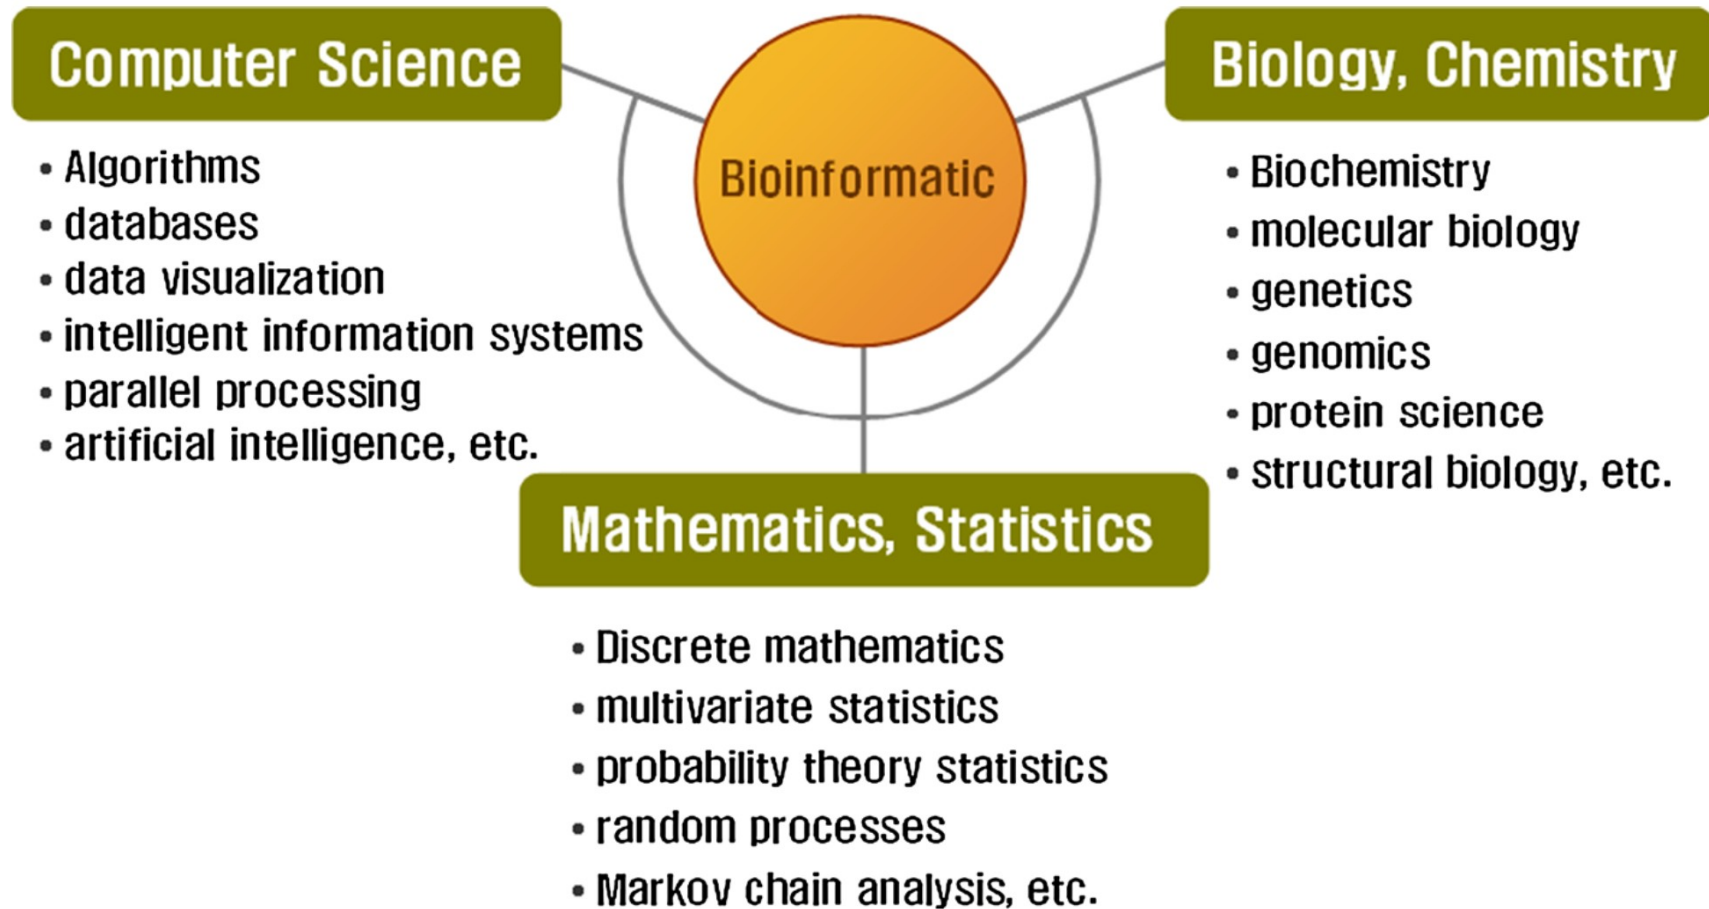 Computer Science
• Algorithms
• databases
• data visualization
• intelligent information systems
• parallel processing
• artificial intelligence, etc.
Bioinformatic
Biology, Chemistry
• Biochemistry
• molecular biology
• genetics
• genomics
• protein science
• structural biology, etc.
Mathematics, Statistics
• Discrete mathematics
• multivariate statistics
• probability theory statistics
• random processes
• Markov chain analysis, etc.